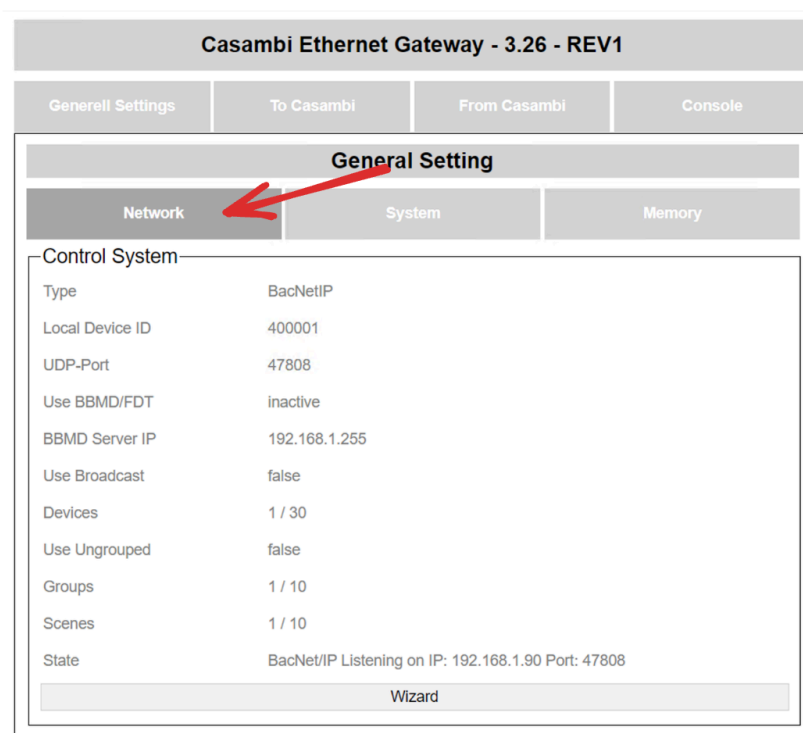 Casambi Ethernet Gateway - 3.26 - REV1
Generell Settings To Casambi From Casambi Console
General Setting
Network System Memory
Control System
Type BacNetIP
Local Device ID 400001
UDP-Port 47808
Use BBMD/FDT inactive
BBMD Server IP 192.168.1.255
Use Broadcast false
Devices 1 / 30
Use Ungrouped false
Groups 1 / 10
Scenes 1 / 10
State BacNet/IP Listening on IP: 192.168.1.90 Port: 47808
Wizard